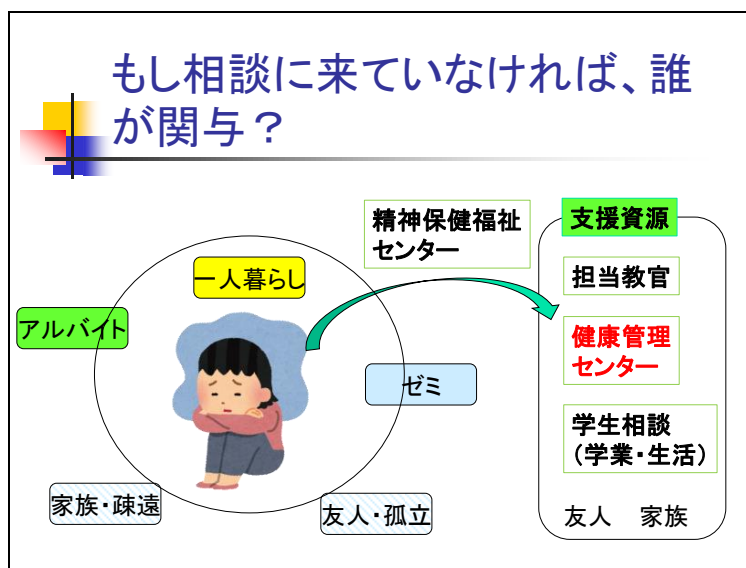 もし相談に来ていなければ、誰
が関与？
精神保健福祉
センター
支援資源
一人暮らし
担当教官
アルバイト
健康管理
センター
ゼミ
学生相談
（学業・生活）
家族・疎遠
友人・孤立
友人　家族